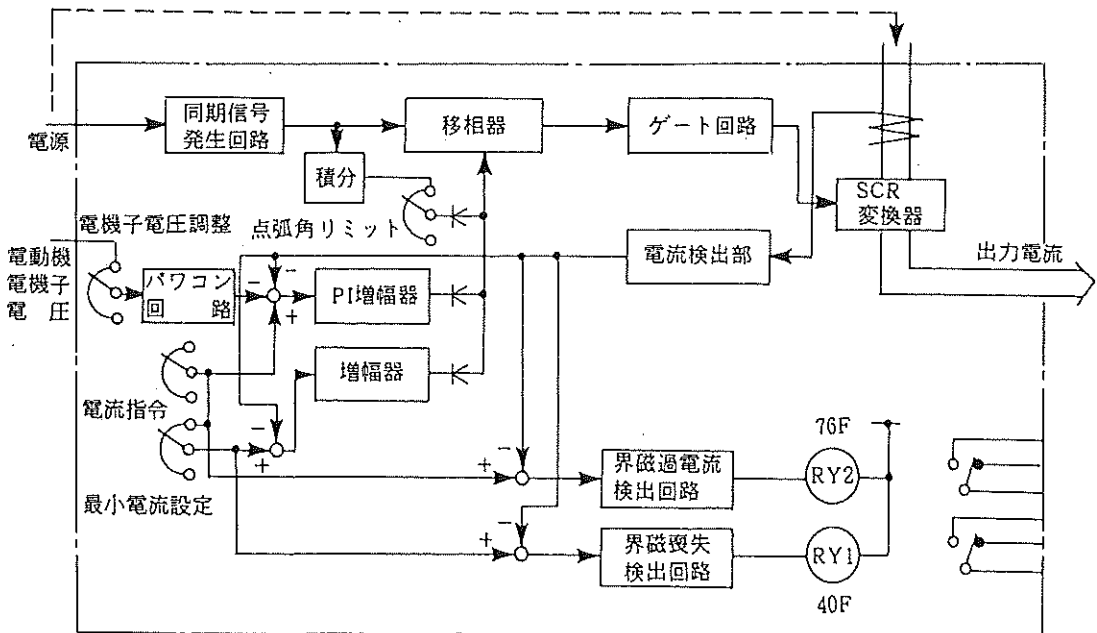 電源
同期信号
発生回路
移相器
ゲート回路
積分
SCR
変換器
点弧角リミット
電機子電圧調整
電流検出部
出力電流
電動機
電機子
電圧
パワコン
回路
-
-
+
PI増幅器
増幅器
電流指令
-
+
76F
-
+
界磁過電流
検出回路
RY2
最小電流設定
-
+
界磁喪失
検出回路
RY1
40F